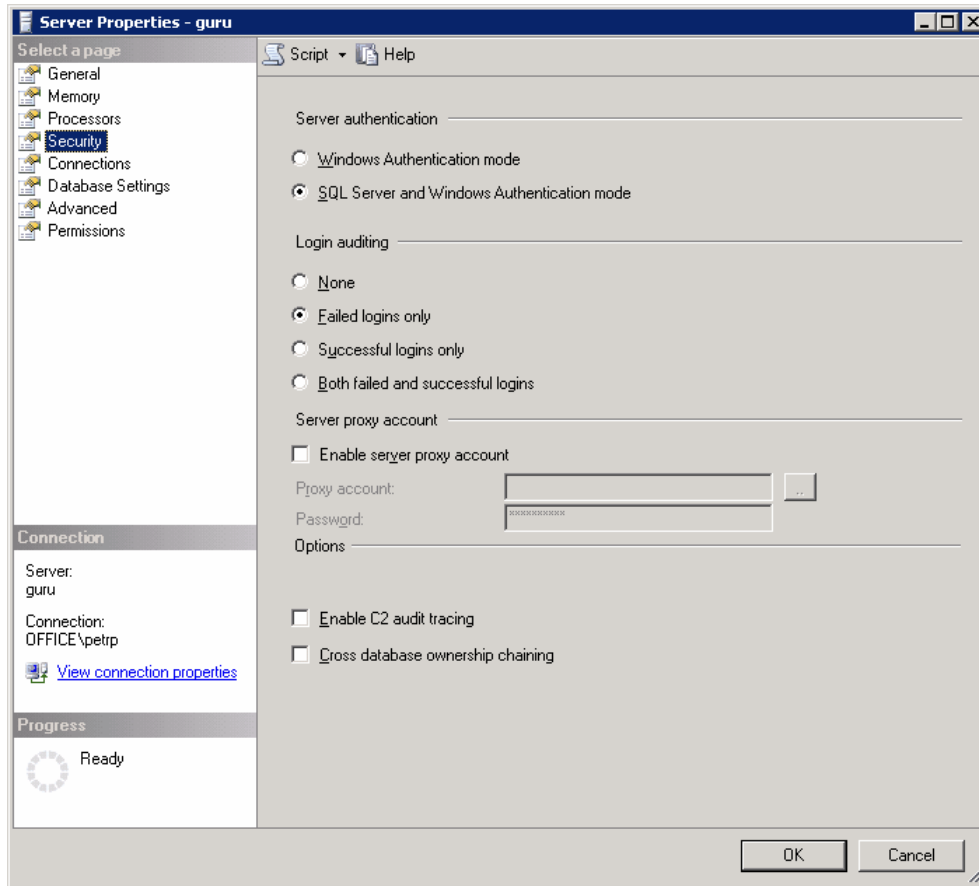 Server Properties - guru
Select a page
General
Memory
Processors
Security
Connections
Database Settings
Advanced
Permissions
Connection
Server:
guru
Connection:
OFFICE\petrp
View connection properties
Progress
Ready
Script
Help
Server authentication
Windows Authentication mode
SQL Server and Windows Authentication mode
Login auditing
None
Failed logins only
Successful logins only
Both failed and successful logins
Server proxy account
Enable server proxy account
Proxy account:
..
Password:
**********
Options
Enable C2 audit tracing
Cross database ownership chaining
OK
Cancel